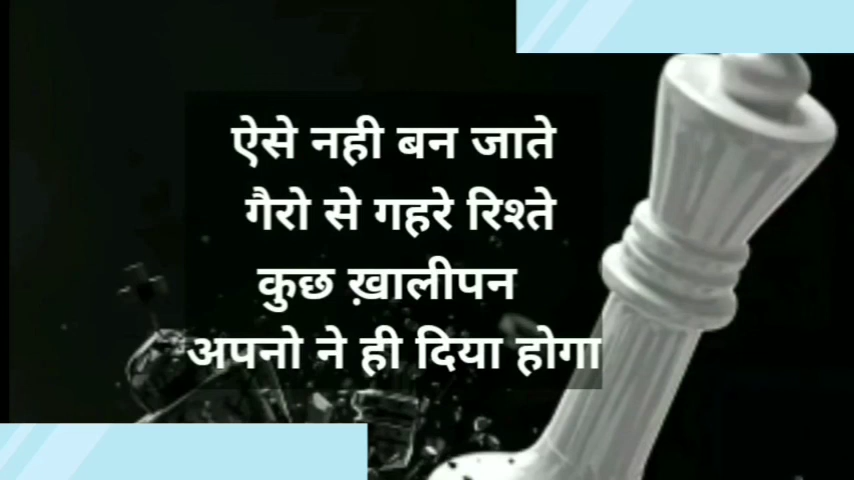 ऐसे नही बन जाते
गैरो से गहरे रिश्ते
कुछ ख़ालीपन
अपनो ने ही दिया होगा